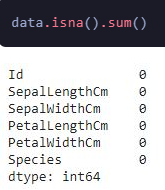 data.isna().sum()
Id 0
SepalLengthCm 0
SepalWidthCm 0
PetalLengthCm 0
PetalWidthCm 0
Species 0
dtype: int64